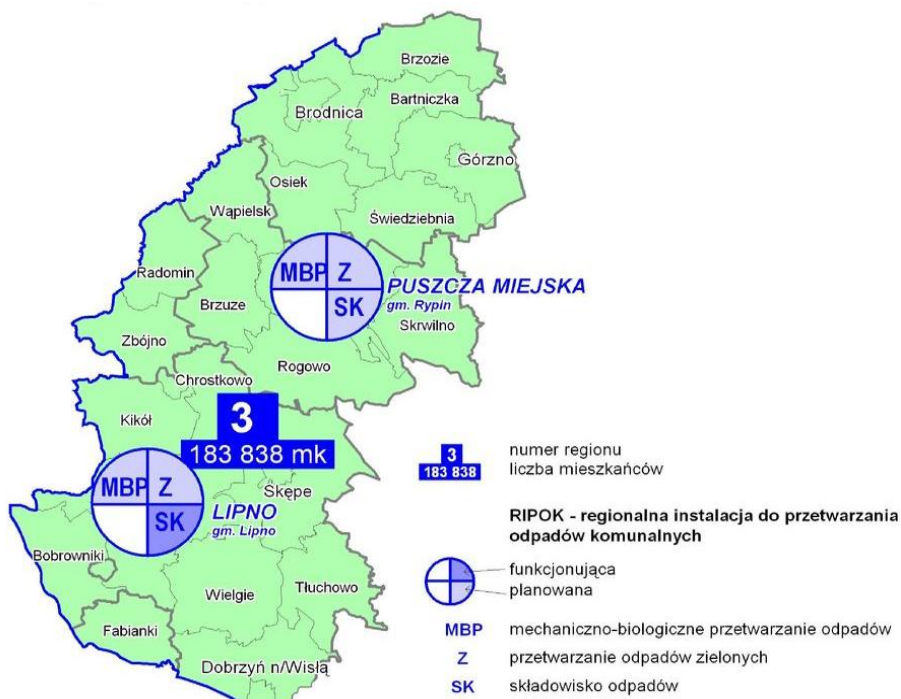 Brzozie
Bartniczka
Brodnica
Górzno
Osiek
Wąpielsk
Świedziebnia
Radomin
MBP Z
SK
PUSZCZA MIEJSKA
gm. Rypin
Brzuze
Skrwilno
Zbójno
Rogowo
Chrostkowo
Kikół
3
183 838 mk
MBP Z
SK
Skępe
LIPNO
gm. Lipno
Bobrowniki
Wielgie
Tłuchowo
Fabianki
Dobrzyń n/Wisłą
3
183 838
numer regionu
liczba mieszkańców
RIPOK - regionalna instalacja do przetwarzania
odpadów komunalnych
funkcjonująca
planowana
MBP mechaniczno-biologiczne przetwarzanie odpadów
Z przetwarzanie odpadów zielonych
SK składowisko odpadów